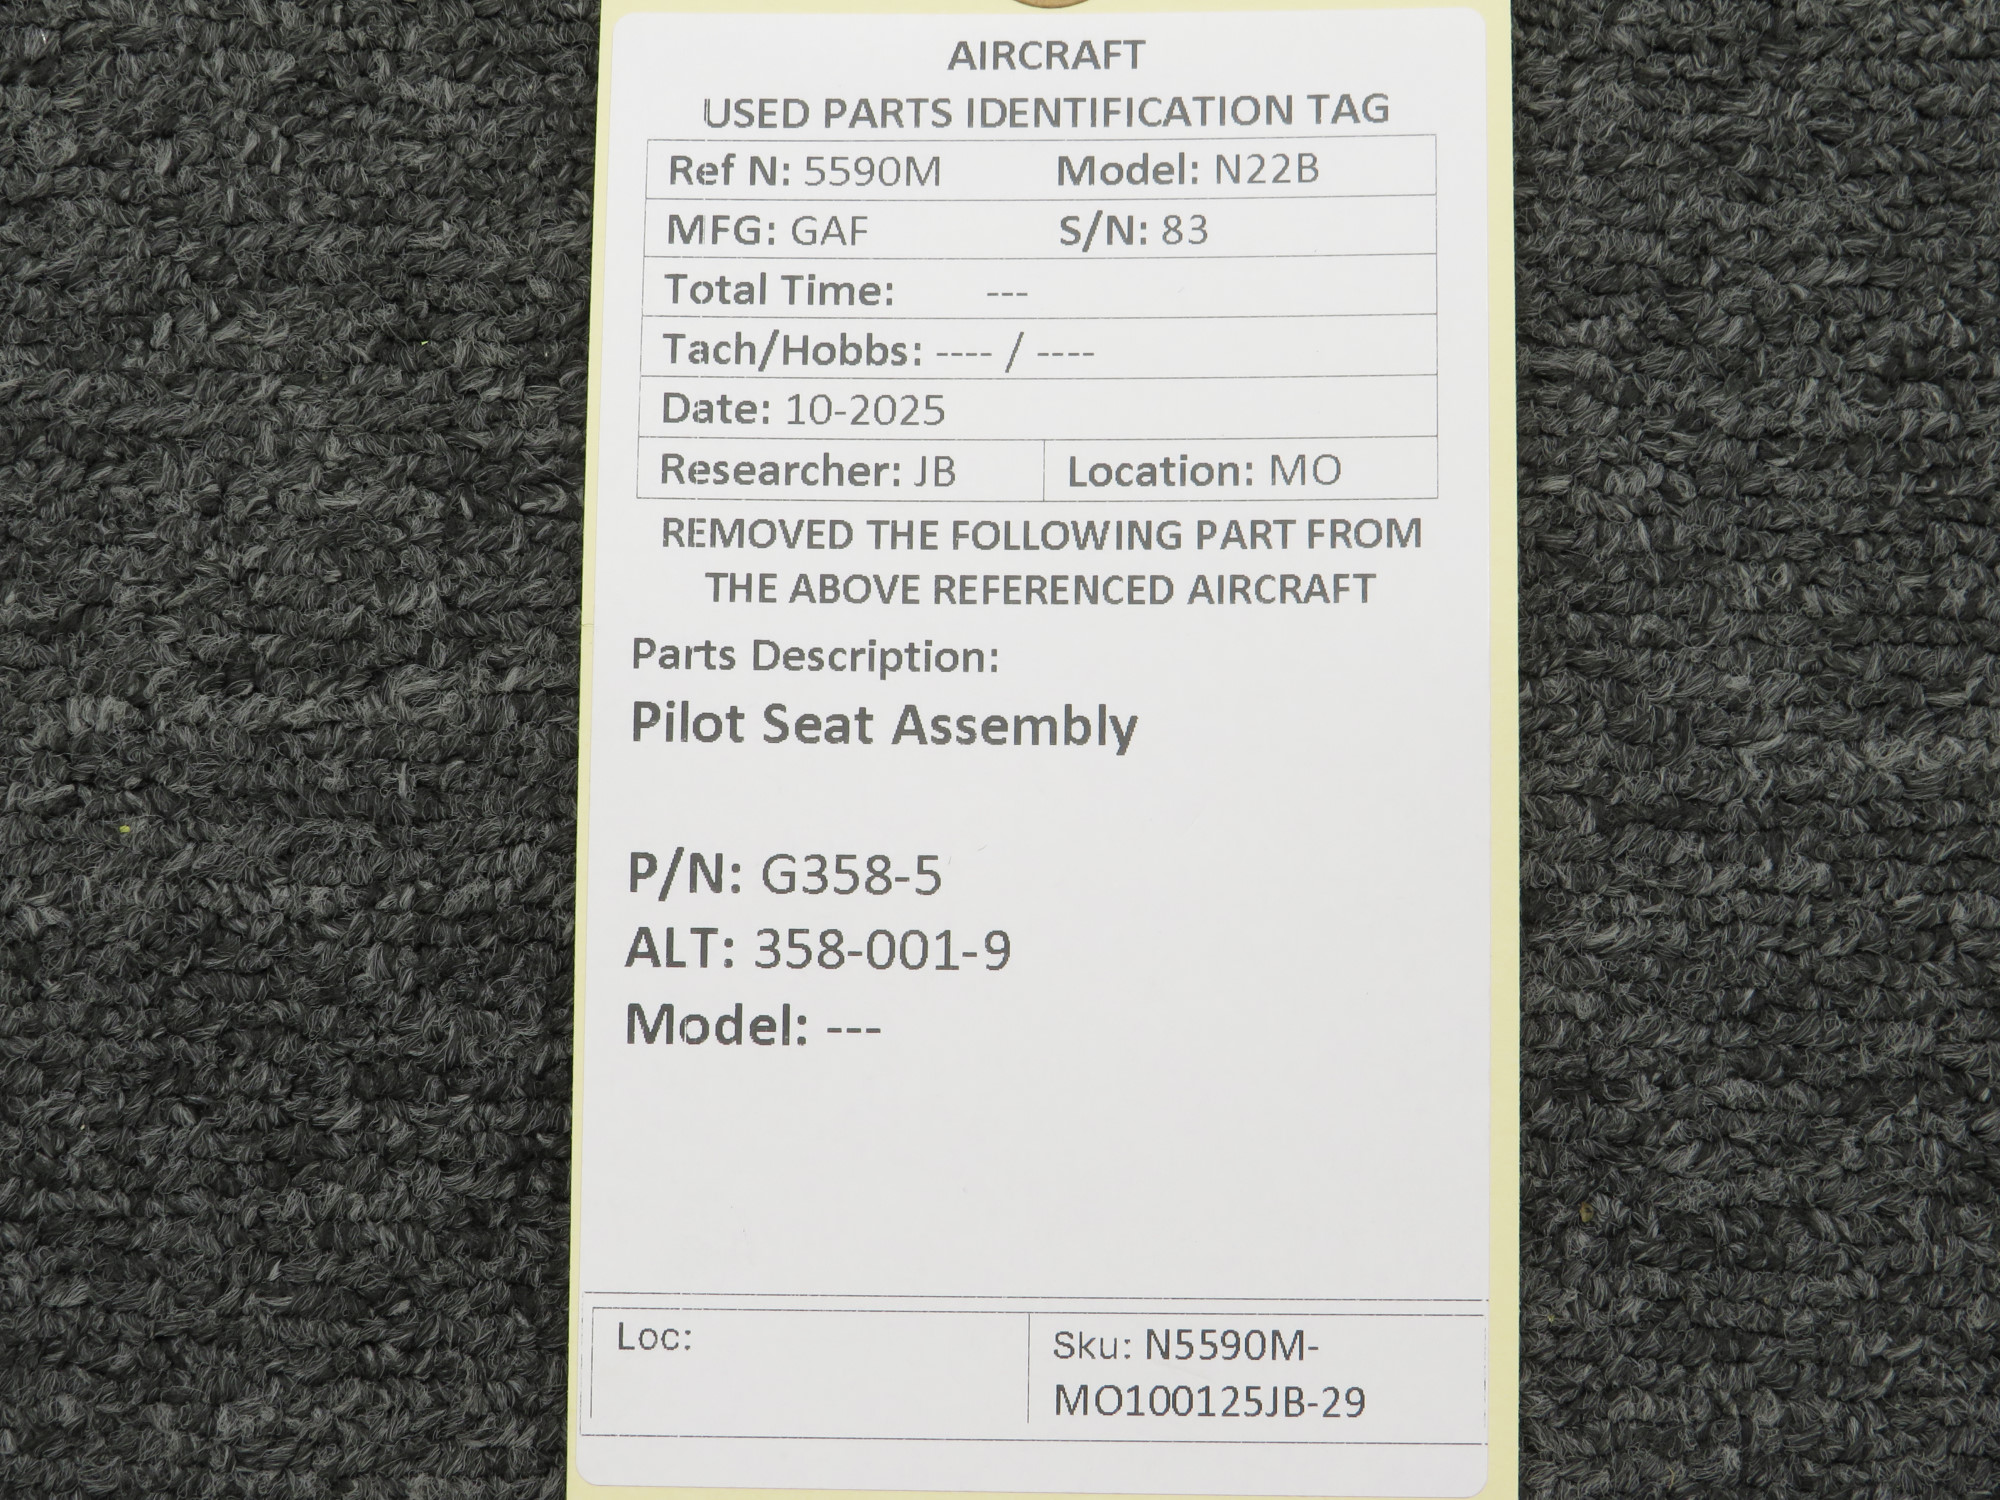 AIRCRAFT
USED PARTS IDENTIFICATION TAG
Ref N: 5590M Model: N22B
MFG: GAF S/N: 83
Total Time: ---
Tach/Hobbs: ---- / ----
Date: 10-2025
Researcher: JB Location: MO
REMOVED THE FOLLOWING PART FROM
THE ABOVE REFERENCED AIRCRAFT
Parts Description:
Pilot Seat Assembly
P/N: G358-5
ALT: 358-001-9
Model: ---
Loc: Sku: N5590M-
MO100125JB-29